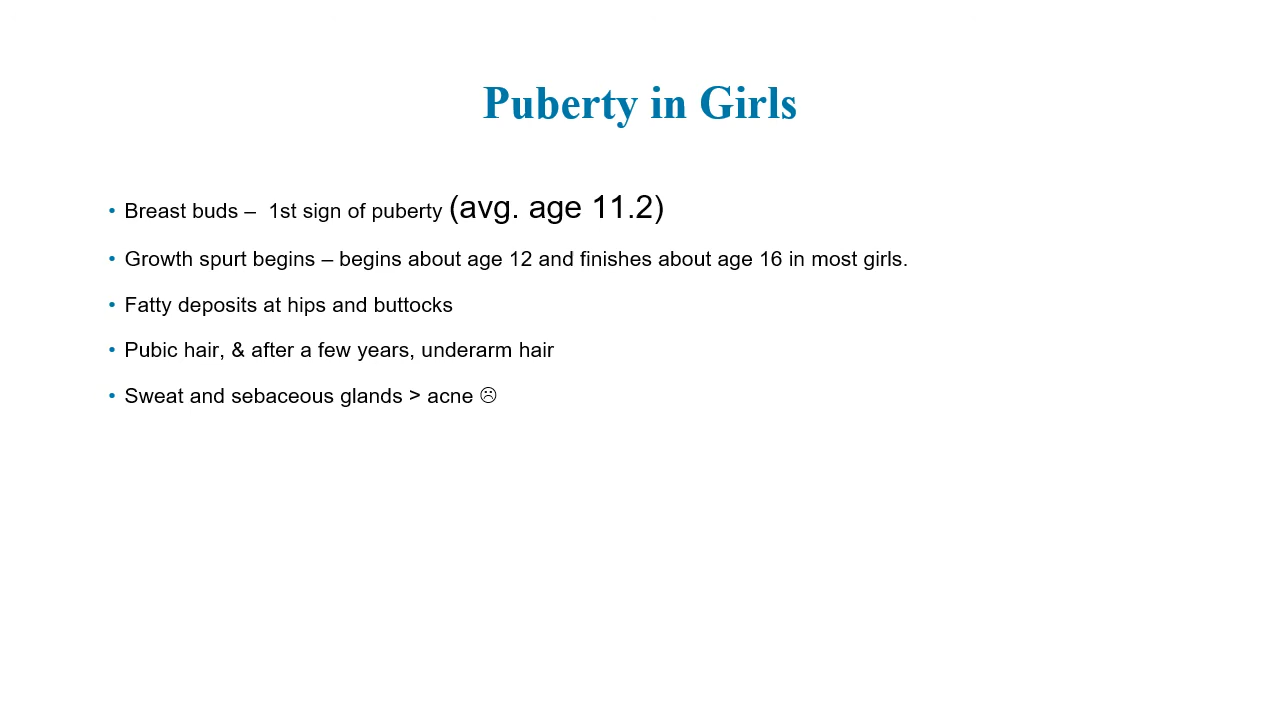 Puberty in Girls
• Breast buds –  1st sign of puberty (avg. age 11.2)
• Growth spurt begins – begins about age 12 and finishes about age 16 in most girls.
• Fatty deposits at hips and buttocks
• Pubic hair, & after a few years, underarm hair
• Sweat and sebaceous glands > acne ☹